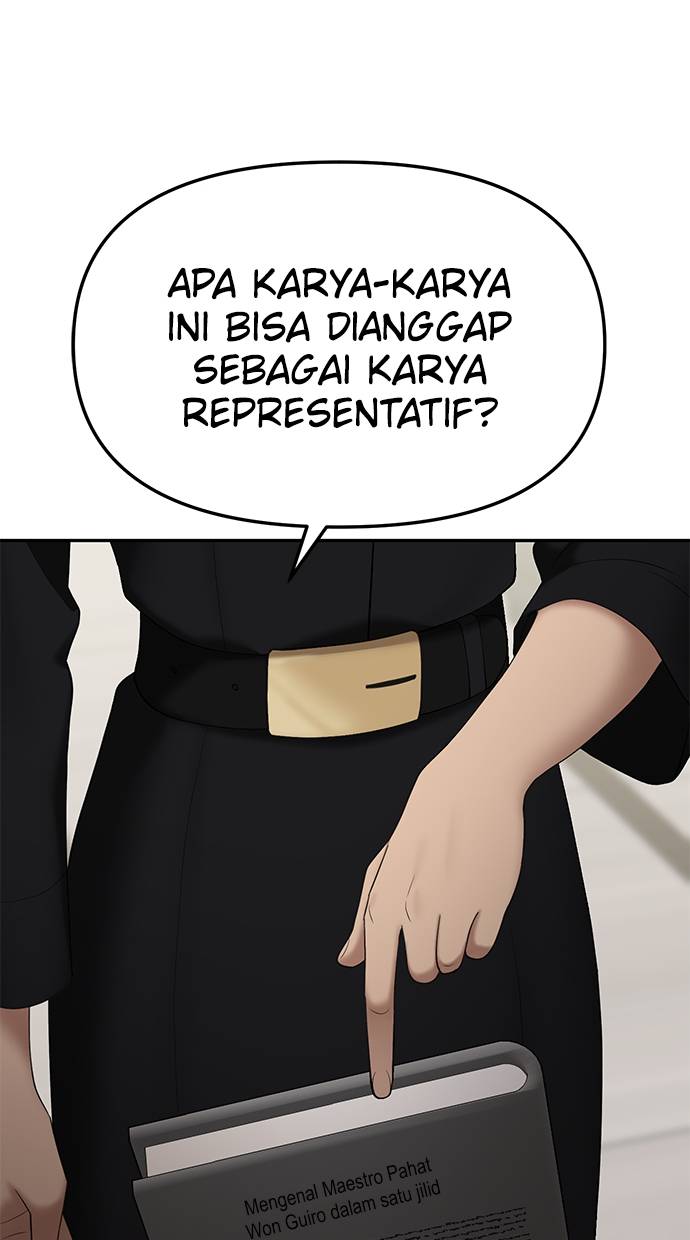 APA KARYA-KARYA
INI BISA DIANGGAP
SEBAGAI KARYA
REPRESENTATIF?
Mengenal Maestro Pahat
Won Guiro dalam satu jilid